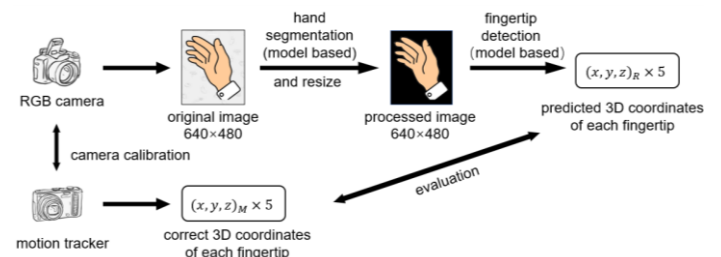 hand
segmentation
(model based)
and resize
fingertip
detection
(model based)
RGB camera
original image
640×480
processed image
640×480
(x, y, z)R × 5
predicted 3D coordinates
of each fingertip
camera calibration
evaluation
motion tracker
(x, y, z)M × 5
correct 3D coordinates
of each fingertip